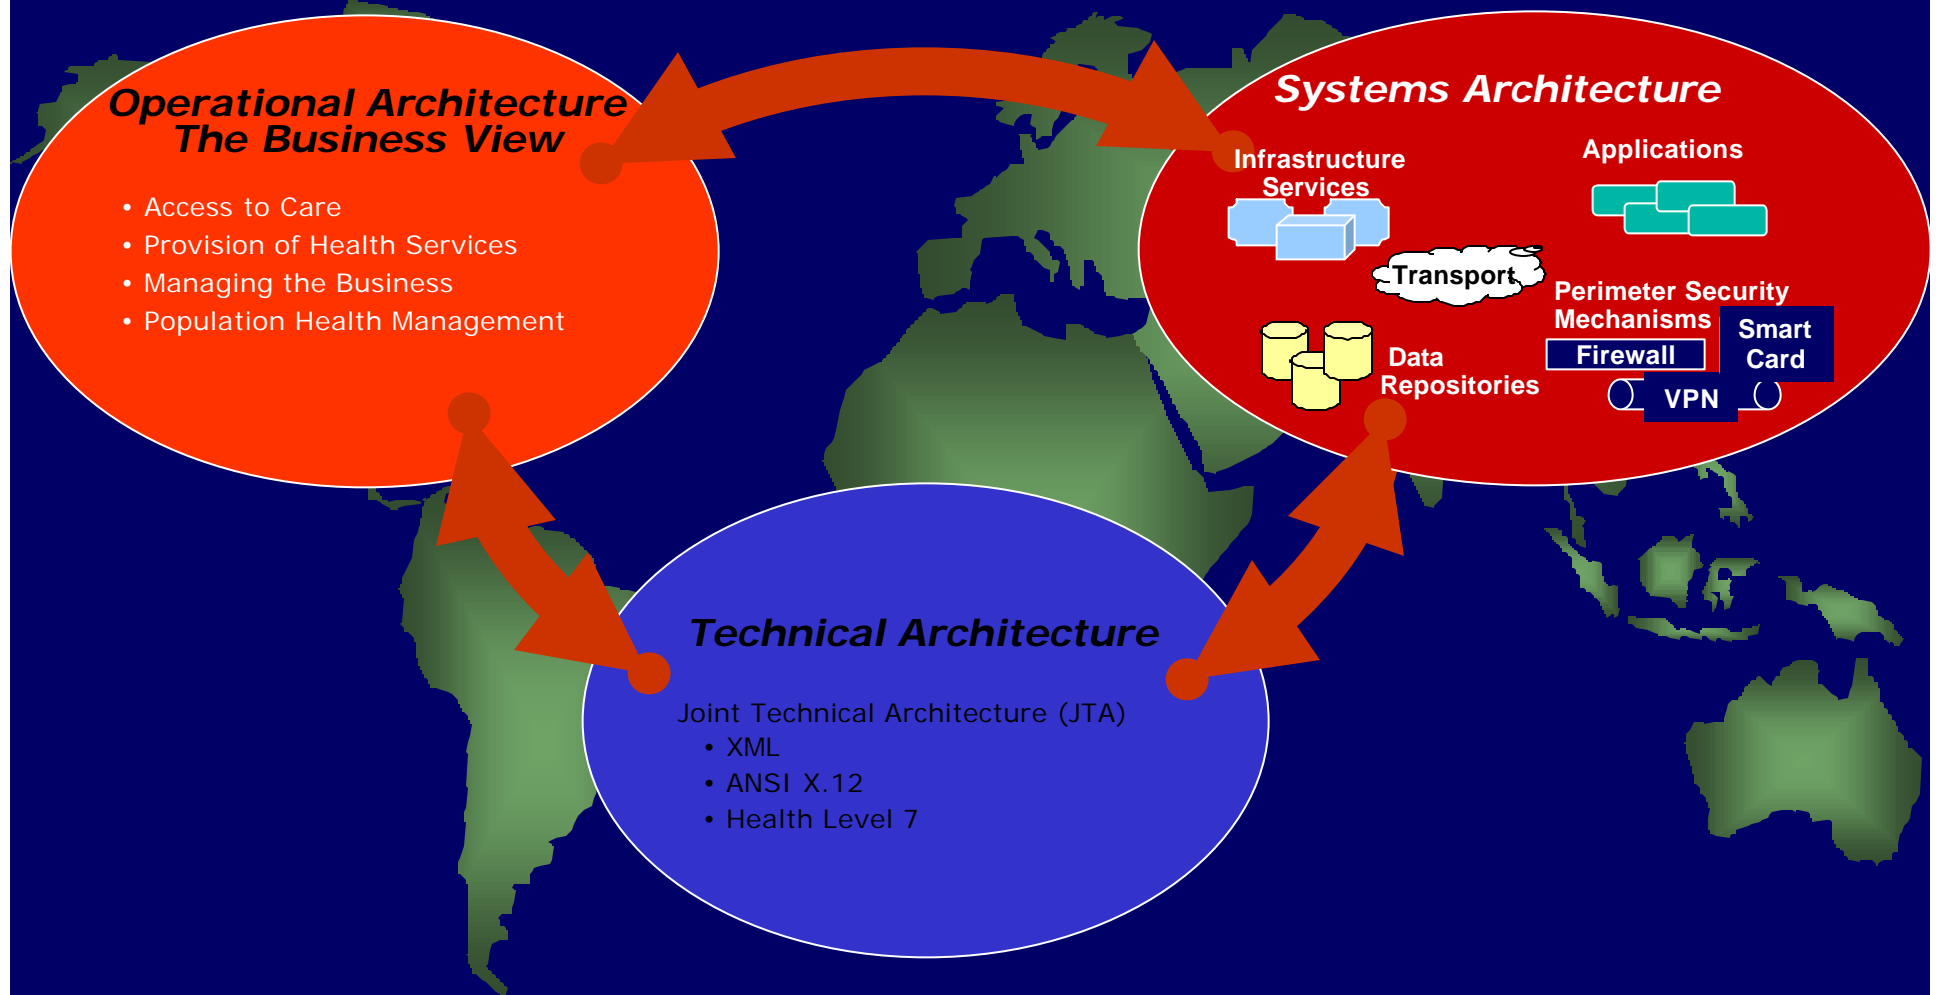 Operational Architecture
The Business View
• Access to Care
• Provision of Health Services
• Managing the Business
• Population Health Management
Systems Architecture
Infrastructure
Services
Applications
Transport
Perimeter Security
Mechanisms
Smart
Card
Firewall
VPN
Data
Repositories
Technical Architecture
Joint Technical Architecture (JTA)
• XML
• ANSI X.12
• Health Level 7